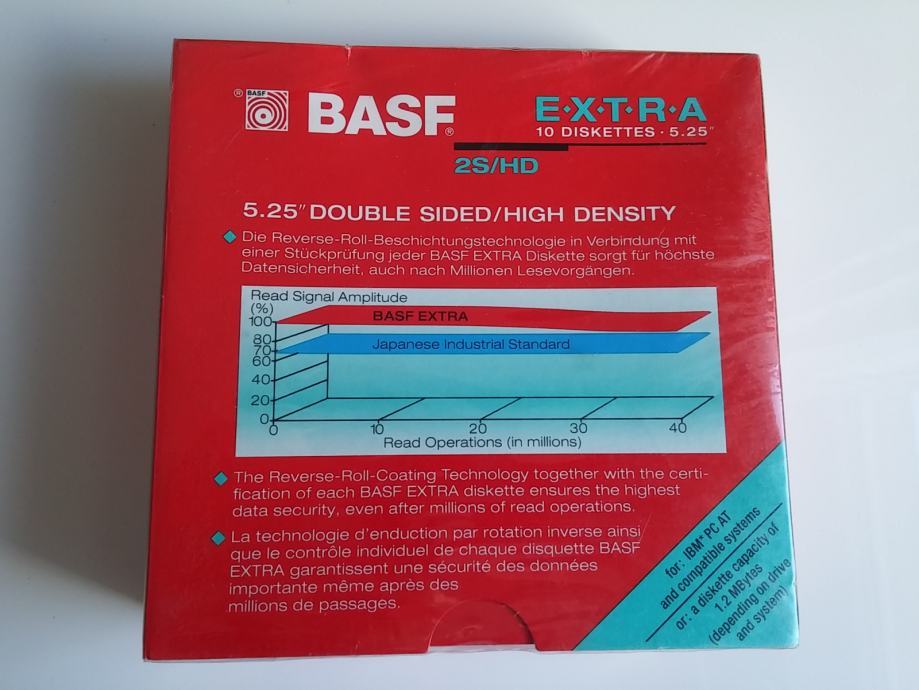 ® BASF BASF® E·X·T·R·A
10 DISKETTES · 5.25"
2S/HD
5.25" DOUBLE SIDED/HIGH DENSITY
Die Reverse-Roll-Beschichtungstechnologie in Verbindung mit
einer Stückprüfung jeder BASF EXTRA Diskette sorgt für höchste
Datensicherheit, auch nach Millionen Lesevorgängen.
Read Signal Amplitude
(%)
100
80
70
60
40
20
0
BASF EXTRA
Japanese Industrial Standard
0 10 20 30 40
Read Operations (in millions)
The Reverse-Roll-Coating Technology together with the certi-
fication of each BASF EXTRA diskette ensures the highest
data security, even after millions of read operations.
La technologie d'enduction par rotation inverse ainsi
que le contrôle individuel de chaque disquette BASF
EXTRA garantissent une sécurité des données
importante même après des
millions de passages.
for: IBM* PC AT
and compatible systems
or: a diskette capacity of
1.2 MBytes
(depending on drive
and system)